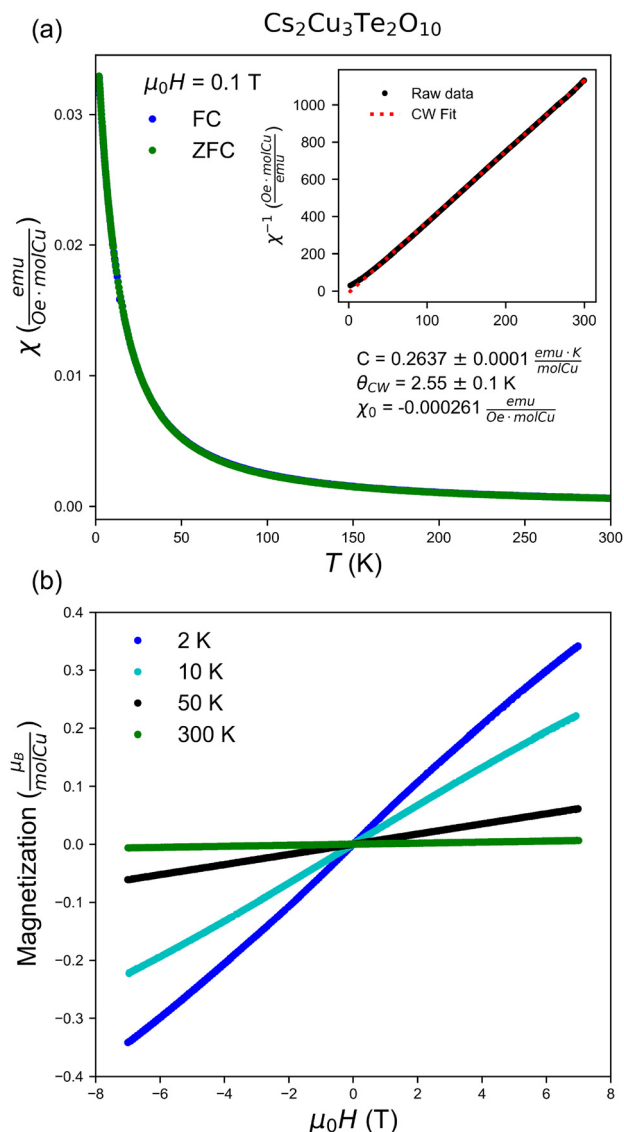 Cs₂Cu₃Te₂O₁₀
(a)
μ₀H = 0.1 T
FC
ZFC
Raw data
CW Fit
χ⁻¹ (Oe · molCu / emu)
1000
800
600
400
200
0
0 100 200 300
C = 0.2637 ± 0.0001 emu · K / molCu
θ_CW = 2.55 ± 0.1 K
χ₀ = -0.000261 emu / Oe · molCu
χ (emu / Oe · molCu)
0.03
0.02
0.01
0.00
0 50 100 150 200 250 300
T (K)
(b)
2 K
10 K
50 K
300 K
Magnetization (μ_B / molCu)
0.4
0.3
0.2
0.1
0.0
−0.1
−0.2
−0.3
−0.4
−8 −6 −4 −2 0 2 4 6 8
μ₀H (T)